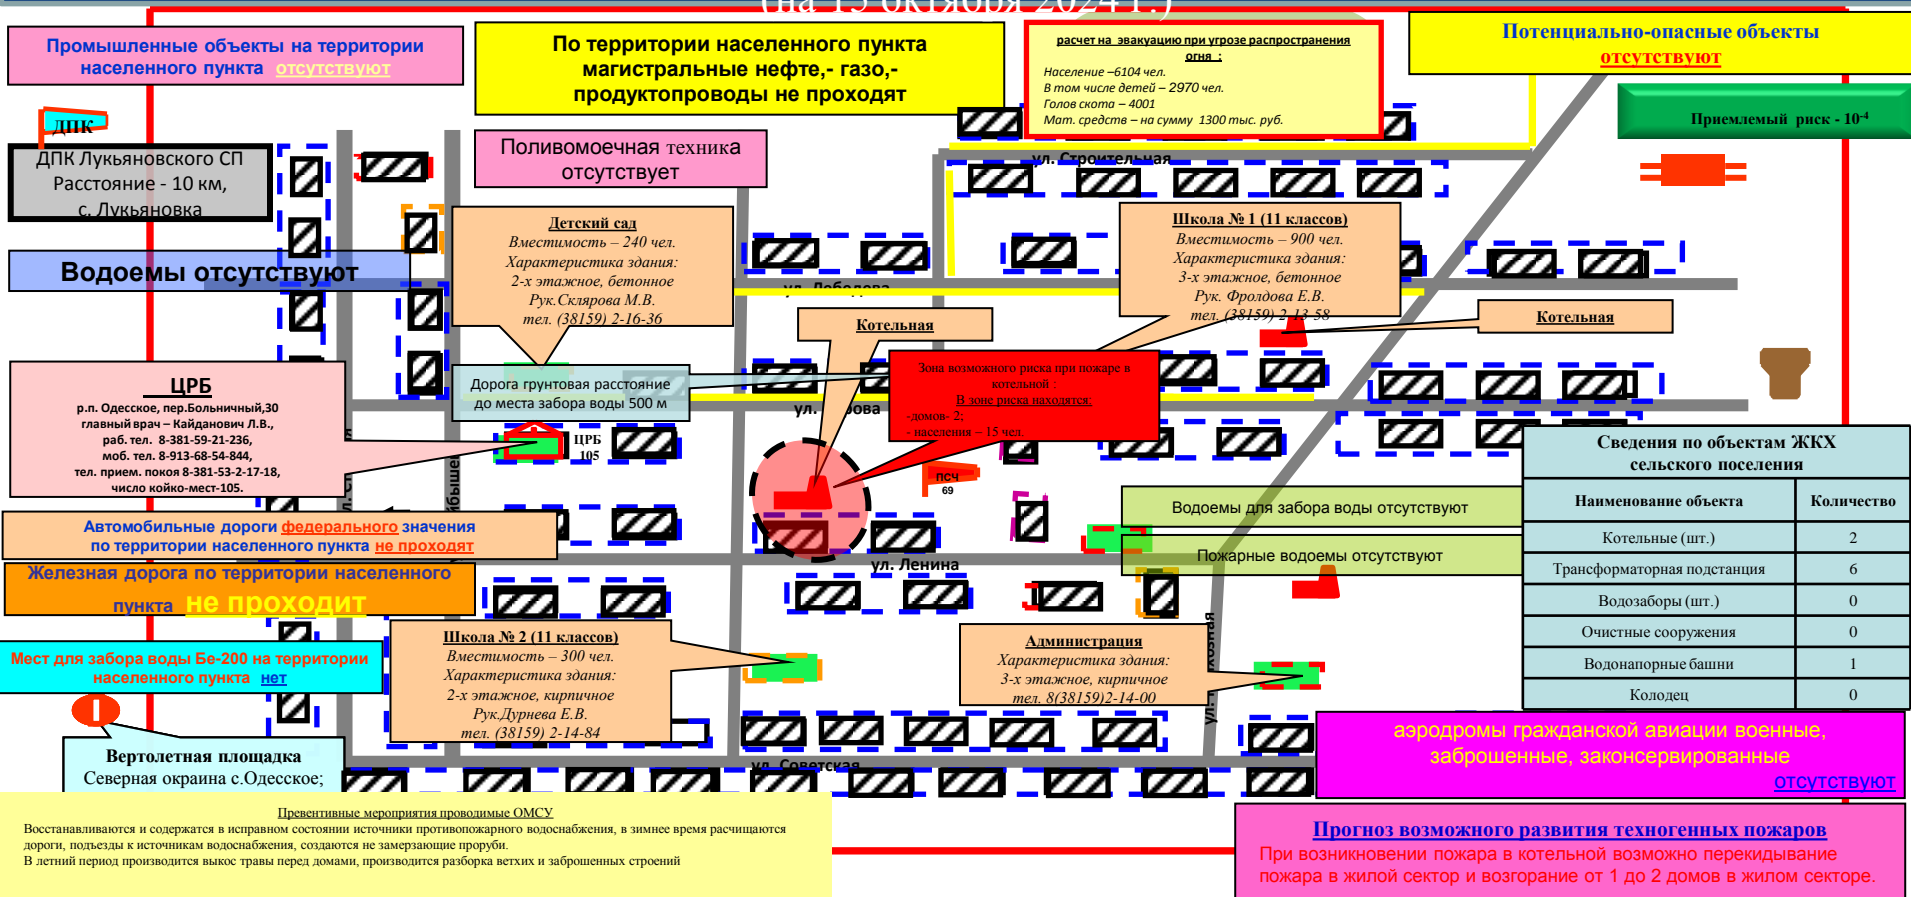 (на 15 октября 2024 г.)
Промышленные объекты на территории
населенного пункта отсутствуют
По территории населенного пункта
магистральные нефте,- газо,-
продуктопроводы не проходят
расчет на эвакуацию при угрозе распространения
огня :
Население –6104 чел.
В том числе детей – 2970 чел.
Голов скота – 4001
Мат. средств – на сумму 1300 тыс. руб.
Потенциально-опасные объекты
отсутствуют
Приемлемый риск - 10-4
ДПК
ДПК Лукьяновского СП
Расстояние - 10 км,
с. Лукьяновка
Поливомоечная техника
отсутствует
ул. Строительная
Детский сад
Вместимость – 240 чел.
Характеристика здания:
2-х этажное, бетонное
Рук.Склярова М.В.
тел. (38159) 2-16-36
Школа № 1 (11 классов)
Вместимость – 900 чел.
Характеристика здания:
3-х этажное, бетонное
Рук. Фролдова Е.В.
тел. (38159) 2-13-58
Водоемы отсутствуют
ул. Лебедева
Котельная
Котельная
ЦРБ
р.п. Одесское, пер.Больничный,30
главный врач – Кайданович Л.В.,
раб. тел. 8-381-59-21-236,
моб. тел. 8-913-68-54-844,
тел. прием. покоя 8-381-53-2-17-18,
число койко-мест-105.
Дорога грунтовая расстояние
до места забора воды 500 м
Зона возможного риска при пожаре в
котельной :
В зоне риска находятся:
-домов- 2;
- населения – 15 чел.
ул.
рова
ЦРБ
105
ПСЧ
69
Сведения по объектам ЖКХ
сельского поселения
Наименование объекта Количество
Котельные (шт.) 2
Трансформаторная подстанция 6
Водозаборы (шт.) 0
Очистные сооружения 0
Водонапорные башни 1
Колодец 0
Водоемы для забора воды отсутствуют
Пожарные водоемы отсутствуют
Автомобильные дороги федерального значения
по территории населенного пункта не проходят
ул. Ленина
Железная дорога по территории населенного
пункта не проходит
Школа № 2 (11 классов)
Вместимость – 300 чел.
Характеристика здания:
2-х этажное, кирпичное
Рук.Дурнева Е.В.
тел. (38159) 2-14-84
Администрация
Характеристика здания:
3-х этажное, кирпичное
тел. 8(38159)2-14-00
Мест для забора воды Бе-200 на территории
населенного пункта нет
Вертолетная площадка
Северная окраина с.Одесское;
ул. Советская
аэродромы гражданской авиации военные,
заброшенные, законсервированные
отсутствуют
Превентивные мероприятия проводимые ОМСУ
Восстанавливаются и содержатся в исправном состоянии источники противопожарного водоснабжения, в зимнее время расчищаются
дороги, подъезды к источникам водоснабжения, создаются не замерзающие проруби.
В летний период производится выкос травы перед домами, производится разборка ветхих и заброшенных строений
Прогноз возможного развития техногенных пожаров
При возникновении пожара в котельной возможно перекидывание
пожара в жилой сектор и возгорание от 1 до 2 домов в жилом секторе.